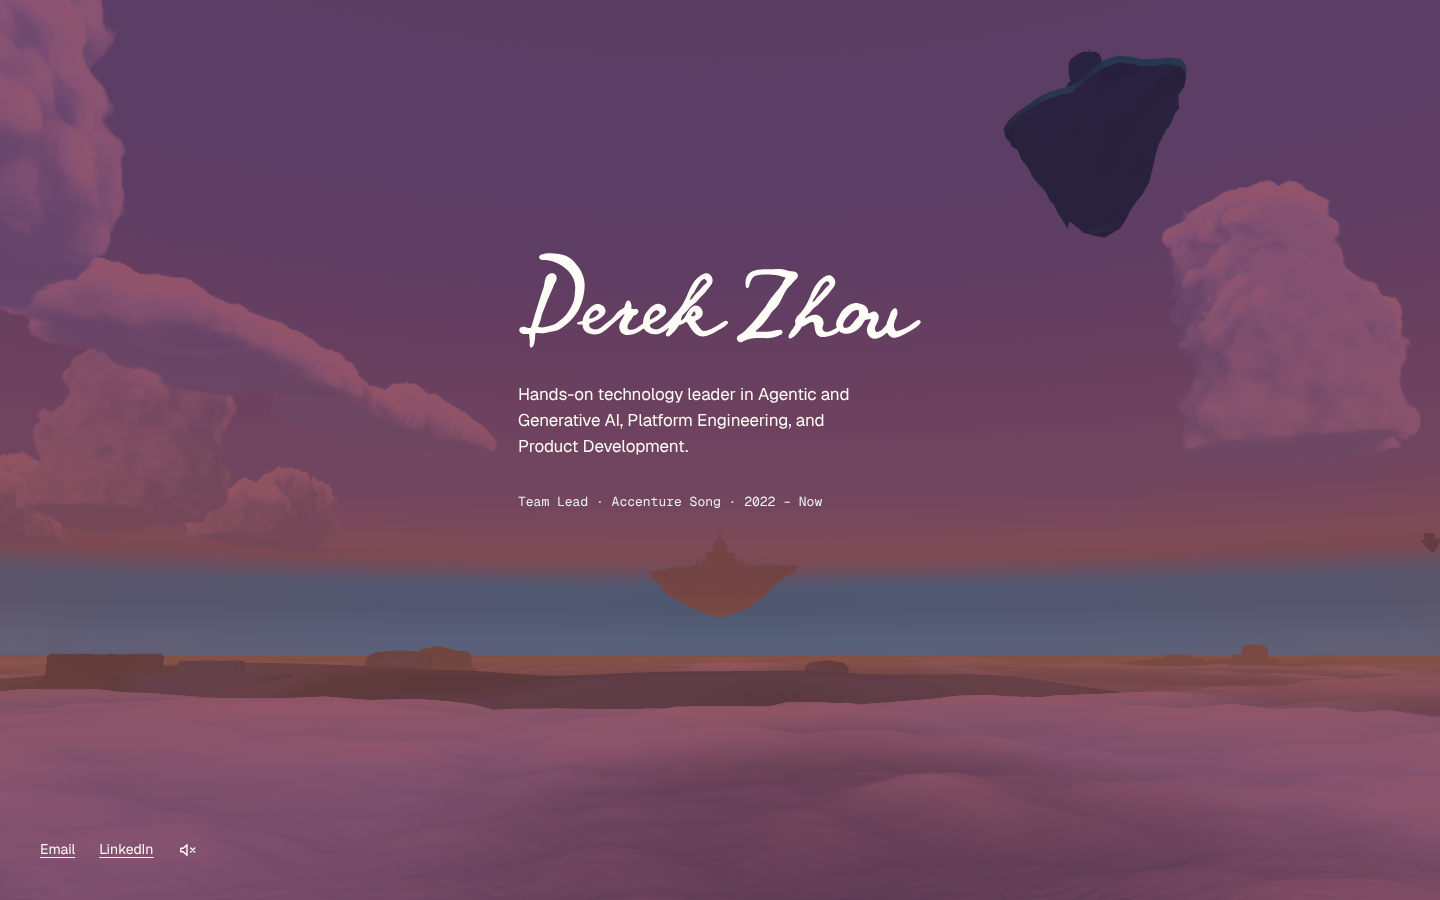 Derek Zhou
Hands-on technology leader in Agentic and
Generative AI, Platform Engineering, and
Product Development.
Team Lead · Accenture Song · 2022 – Now
Email LinkedIn